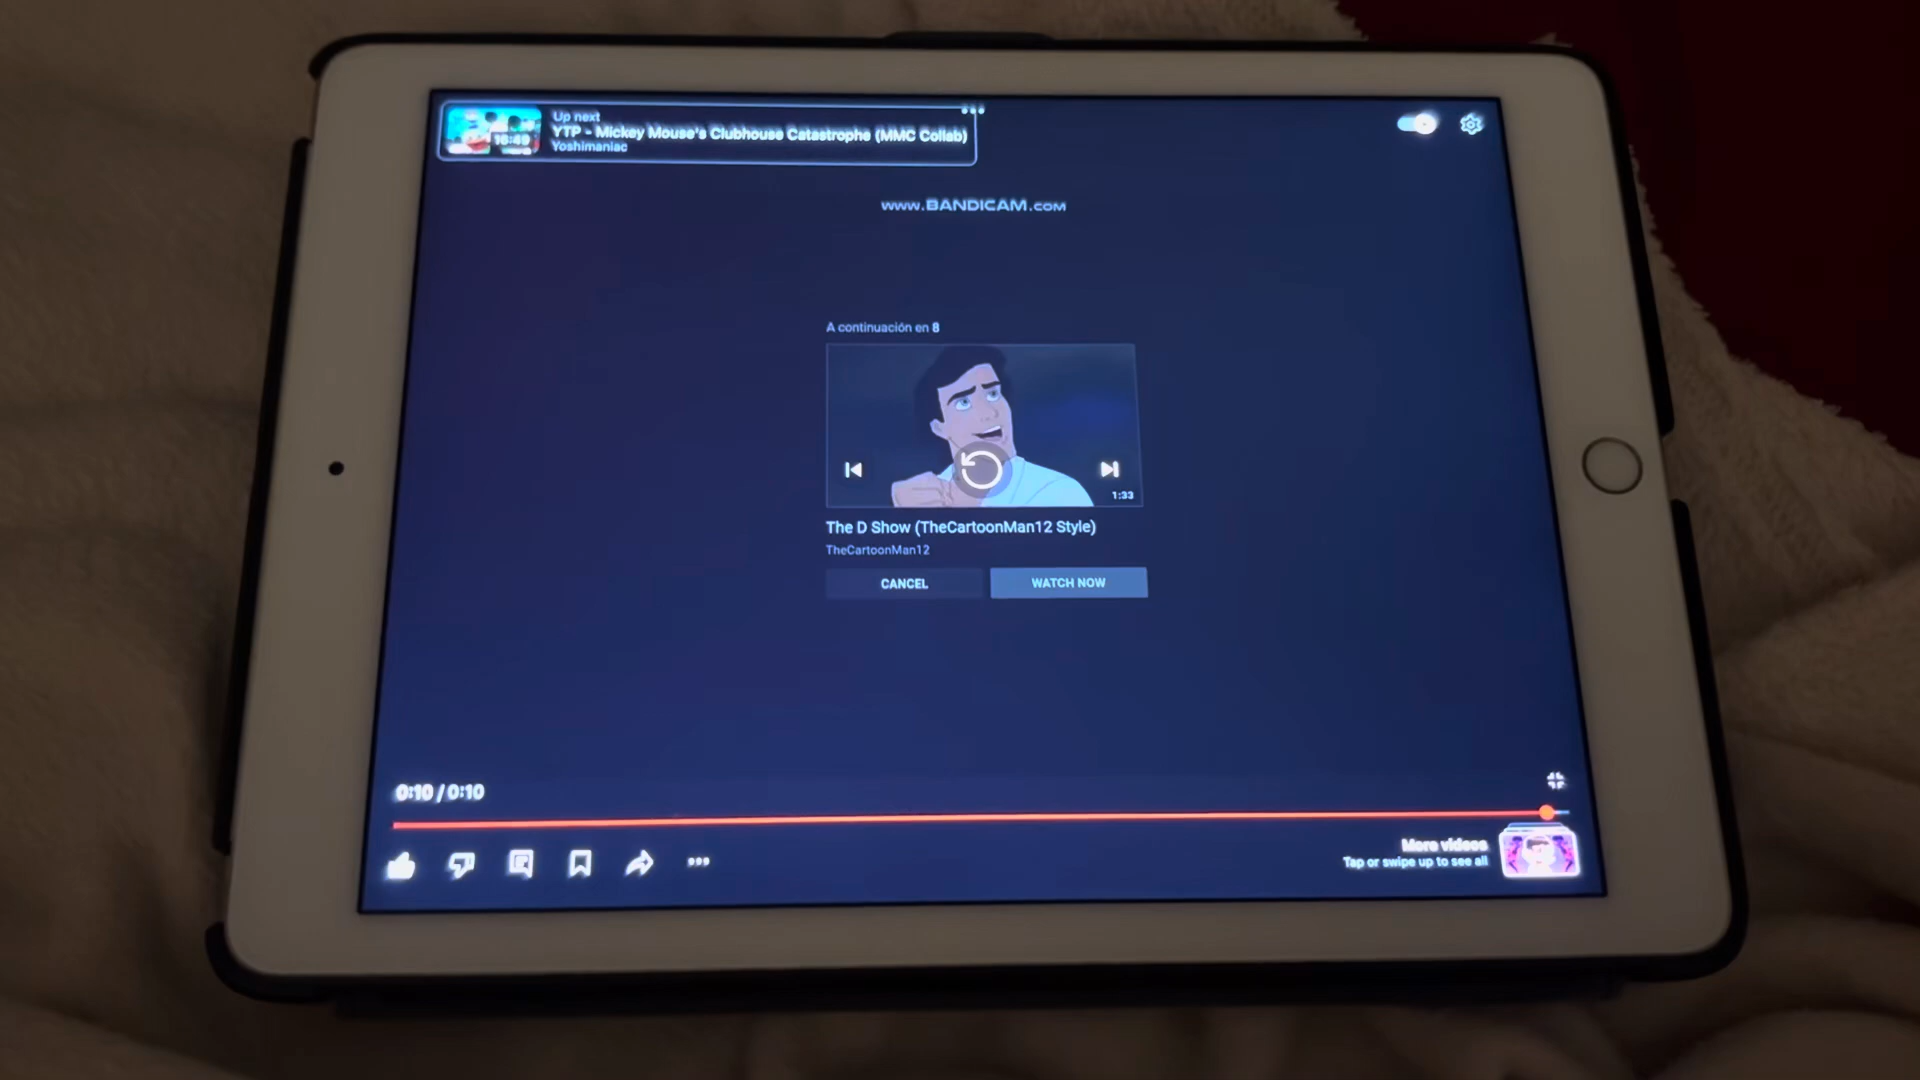 Up next
YTP - Mickey Mouse's Clubhouse Catastrophe (MMC Collab)
Yoshimaniac
16:49
www.BANDICAM.COM
A continuación en 8
1:33
The D Show (TheCartoonMan12 Style)
TheCartoonMan12
CANCEL
WATCH NOW
0:10 / 0:10
More videos
Tap or swipe up to see all